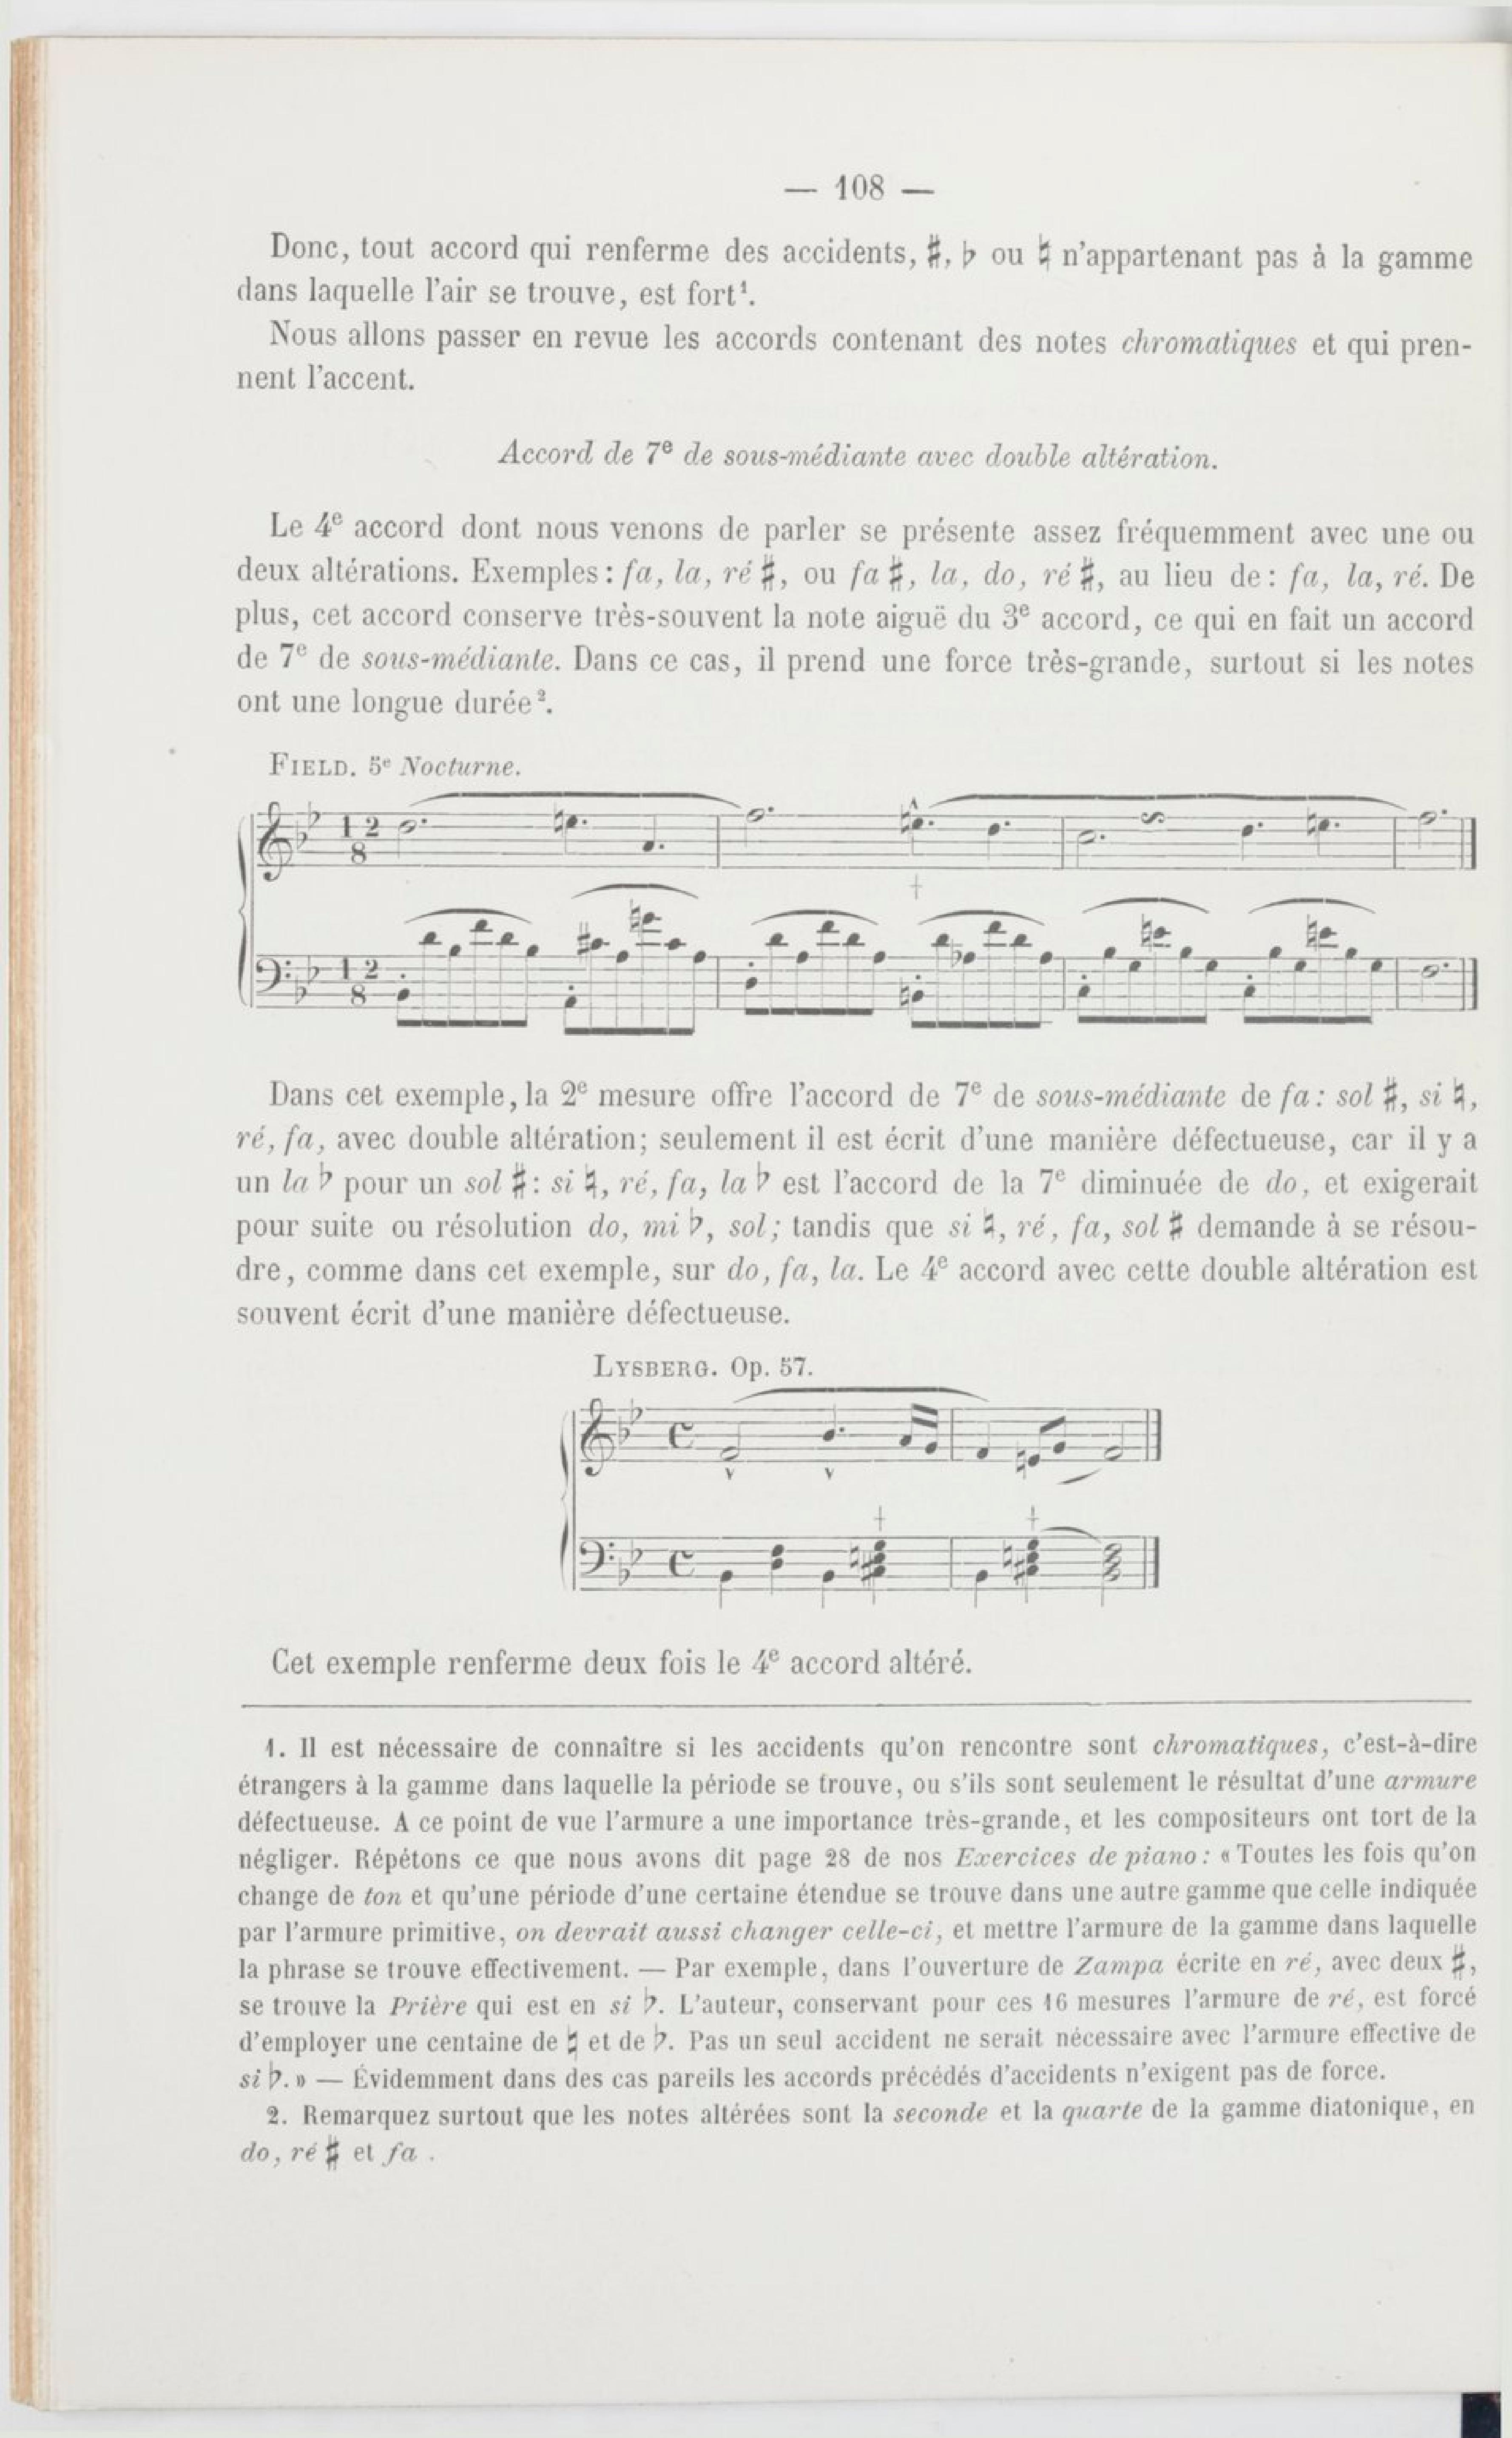 — 108 —
Donc, tout accord qui renferme des accidents, ♯, ♭ ou ♮ n'appartenant pas à la gamme
dans laquelle l'air se trouve, est fort¹.
Nous allons passer en revue les accords contenant des notes chromatiques et qui pren-
nent l'accent.
Accord de 7e de sous-médiante avec double altération.
Le 4e accord dont nous venons de parler se présente assez fréquemment avec une ou
deux altérations. Exemples : fa, la, ré ♯, ou fa ♯, la, do, ré ♯, au lieu de : fa, la, ré. De
plus, cet accord conserve très-souvent la note aiguë du 3e accord, ce qui en fait un accord
de 7e de sous-médiante. Dans ce cas, il prend une force très-grande, surtout si les notes
ont une longue durée².
FIELD. 5e Nocturne.
12
8
12
8
Dans cet exemple, la 2e mesure offre l'accord de 7e de sous-médiante de fa : sol ♯, si ♮,
ré, fa, avec double altération; seulement il est écrit d'une manière défectueuse, car il y a
un la ♭ pour un sol ♯ : si ♮, ré, fa, la ♭ est l'accord de la 7e diminuée de do, et exigerait
pour suite ou résolution do, mi ♭, sol; tandis que si ♮, ré, fa, sol ♯ demande à se résou-
dre, comme dans cet exemple, sur do, fa, la. Le 4e accord avec cette double altération est
souvent écrit d'une manière défectueuse.
LYSBERG. Op. 57.
Cet exemple renferme deux fois le 4e accord altéré.
1. Il est nécessaire de connaître si les accidents qu'on rencontre sont chromatiques, c'est-à-dire
étrangers à la gamme dans laquelle la période se trouve, ou s'ils sont seulement le résultat d'une armure
défectueuse. A ce point de vue l'armure a une importance très-grande, et les compositeurs ont tort de la
négliger. Répétons ce que nous avons dit page 28 de nos Exercices de piano : « Toutes les fois qu'on
change de ton et qu'une période d'une certaine étendue se trouve dans une autre gamme que celle indiquée
par l'armure primitive, on devrait aussi changer celle-ci, et mettre l'armure de la gamme dans laquelle
la phrase se trouve effectivement. — Par exemple, dans l'ouverture de Zampa écrite en ré, avec deux ♯,
se trouve la Prière qui est en si ♭. L'auteur, conservant pour ces 16 mesures l'armure de ré, est forcé
d'employer une centaine de ♮ et de ♭. Pas un seul accident ne serait nécessaire avec l'armure effective de
si ♭. » — Évidemment dans des cas pareils les accords précédés d'accidents n'exigent pas de force.
2. Remarquez surtout que les notes altérées sont la seconde et la quarte de la gamme diatonique, en
do, ré ♯ et fa .